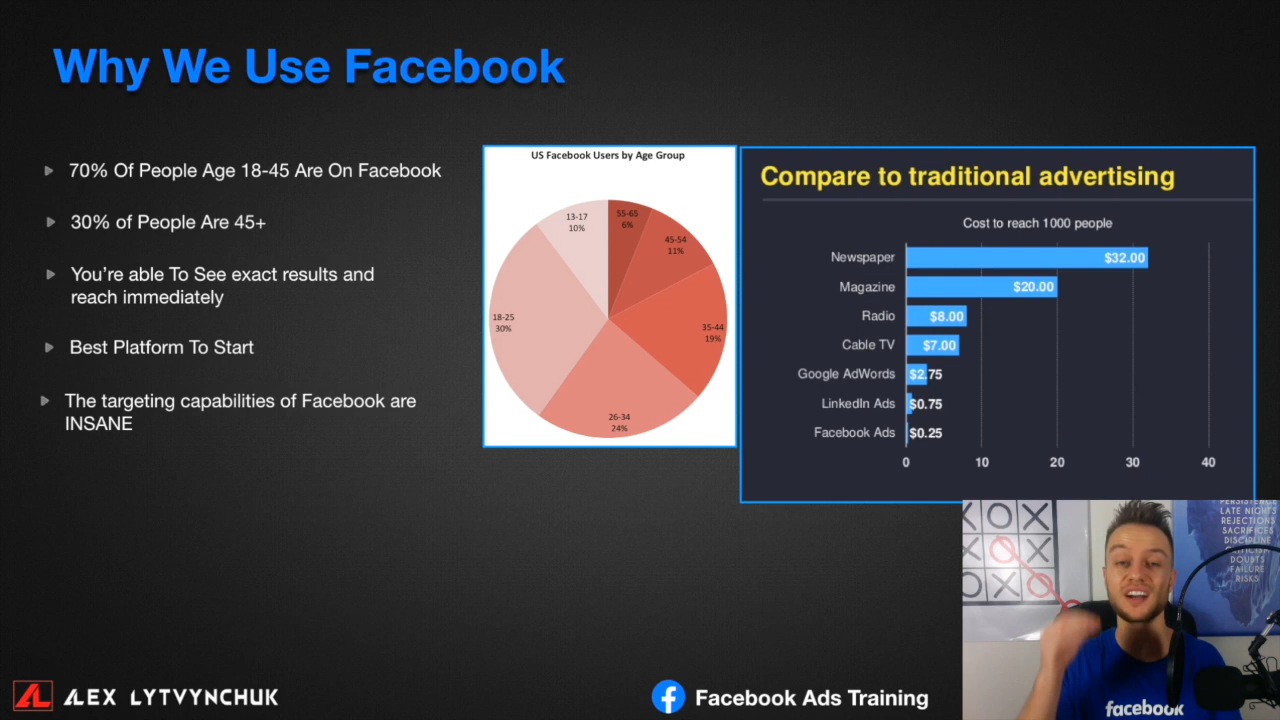 Why We Use Facebook
70% Of People Age 18-45 Are On Facebook
30% of People Are 45+
You’re able To See exact results and
reach immediately
Best Platform To Start
The targeting capabilities of Facebook are
INSANE
US Facebook Users by Age Group
13-17
10%
55-65
6%
45-54
11%
18-25
30%
35-44
19%
26-34
24%
Compare to traditional advertising
Cost to reach 1000 people
Newspaper $32.00
Magazine $20.00
Radio $8.00
Cable TV $7.00
Google AdWords $2.75
LinkedIn Ads $0.75
Facebook Ads $0.25
0 10 20 30 40
XOX
XOX
OXO
PERSISTENCE
LATE NIGHTS
REJECTIONS
SACRIFICES
DISCIPLINE
CRITICISM
DOUBTS
FAILURE
RISKS
facebook
ALEX LYTVYNCHUK
Facebook Ads Training